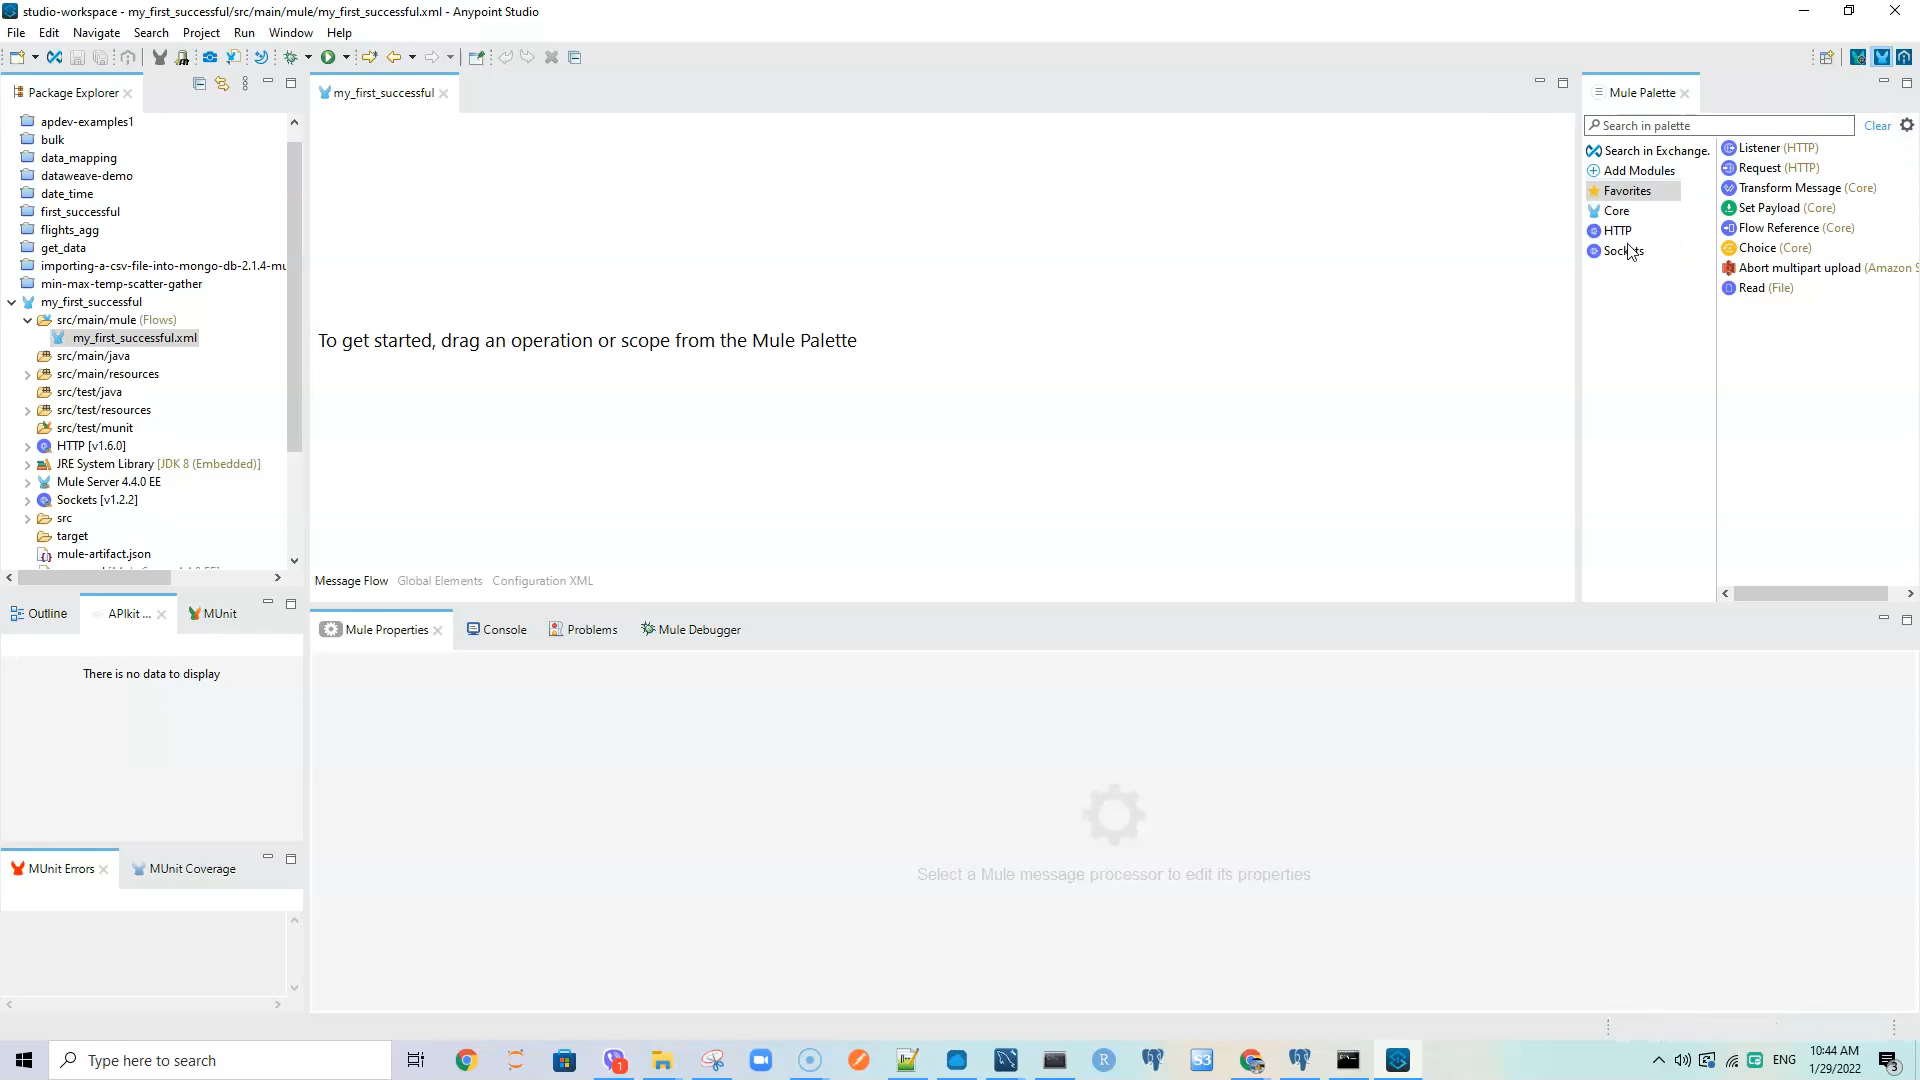 studio-workspace - my_first_successful/src/main/mule/my_first_successful.xml - Anypoint Studio
File Edit Navigate Search Project Run Window Help
Package Explorer
apdev-examples1
bulk
data_mapping
dataweave-demo
date_time
first_successful
flights_agg
get_data
importing-a-csv-file-into-mongo-db-2.1.4-mu
min-max-temp-scatter-gather
my_first_successful
src/main/mule (Flows)
my_first_successful.xml
src/main/java
src/main/resources
src/test/java
src/test/resources
src/test/munit
HTTP [v1.6.0]
JRE System Library [JDK 8 (Embedded)]
Mule Server 4.4.0 EE
Sockets [v1.2.2]
src
target
mule-artifact.json
my_first_successful
To get started, drag an operation or scope from the Mule Palette
Message Flow Global Elements Configuration XML
Mule Palette
Search in palette
Clear
Search in Exchange.
Add Modules
Favorites
Core
HTTP
Sockets
Listener (HTTP)
Request (HTTP)
Transform Message (Core)
Set Payload (Core)
Flow Reference (Core)
Choice (Core)
Abort multipart upload (Amazon S
Read (File)
Outline APIkit ... MUnit
There is no data to display
MUnit Errors MUnit Coverage
Mule Properties Console Problems Mule Debugger
Select a Mule message processor to edit its properties
Type here to search
R
S3
1
ENG
10:44 AM
1/29/2022
3